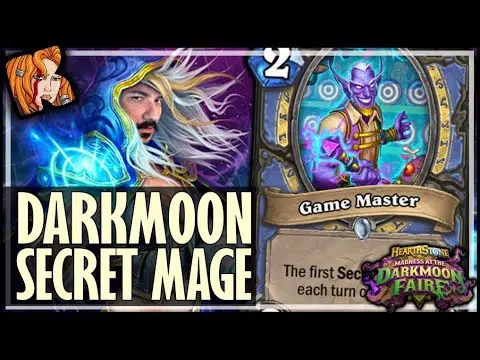 2
Game Master
The first Sec
each turn o
DARKMOON
SECRET MAGE
HEARTHSTONE
MADNESS AT THE
DARKMOON
FAIRE